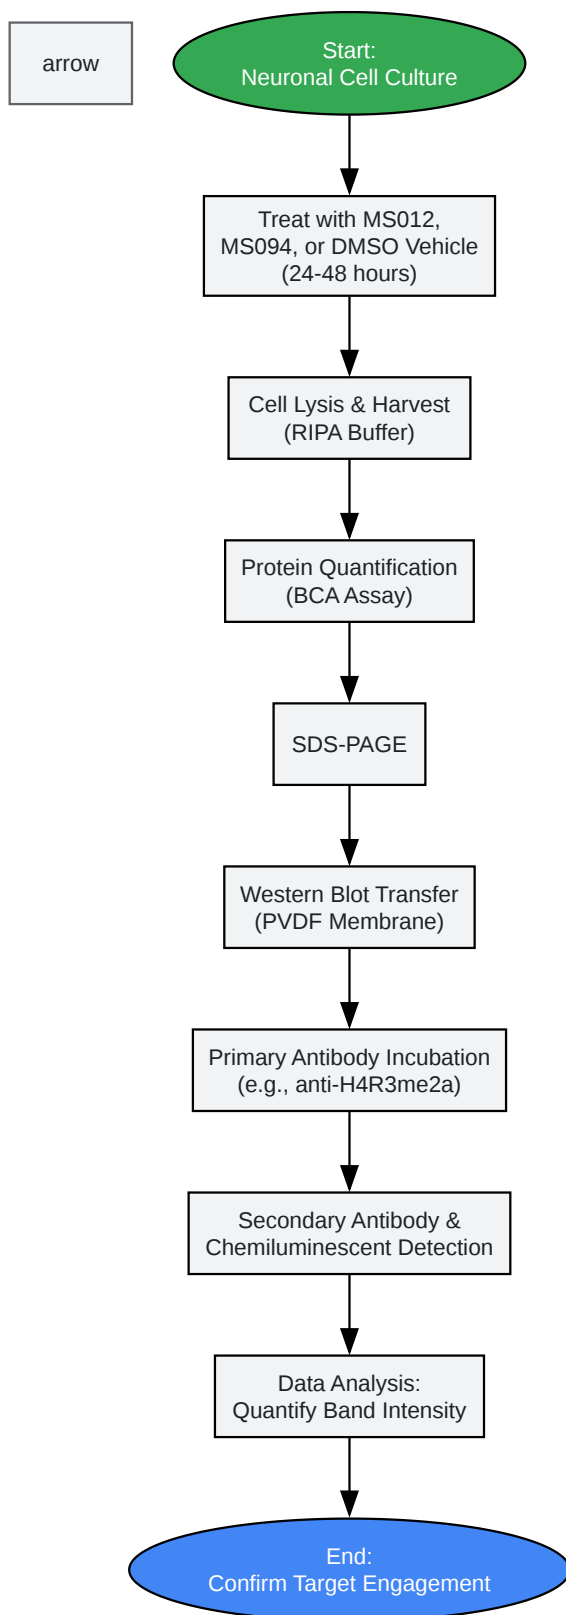 arrow
Start:
Neuronal Cell Culture
Treat with MS012,
MS094, or DMSO Vehicle
(24-48 hours)
Cell Lysis & Harvest
(RIPA Buffer)
Protein Quantification
(BCA Assay)
SDS-PAGE
Western Blot Transfer
(PVDF Membrane)
Primary Antibody Incubation
(e.g., anti-H4R3me2a)
Secondary Antibody &
Chemiluminescent Detection
Data Analysis:
Quantify Band Intensity
End:
Confirm Target Engagement